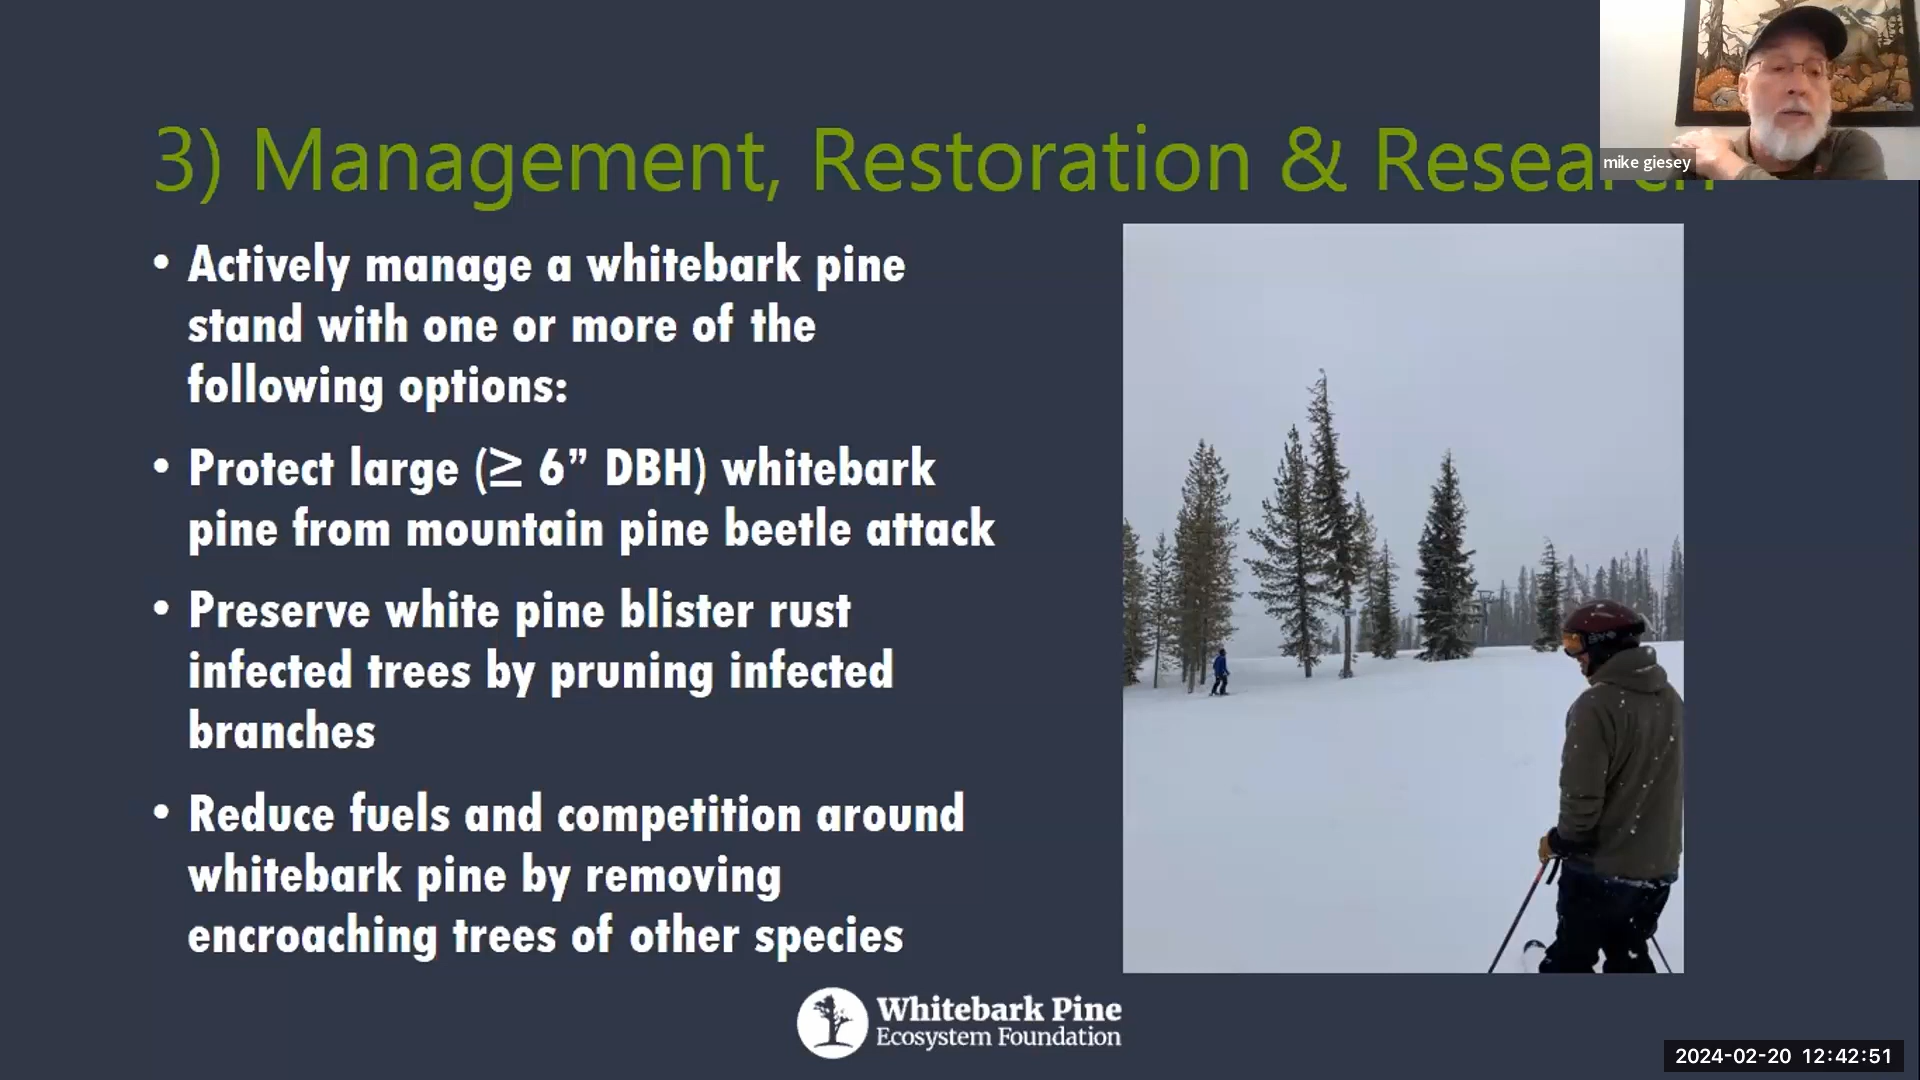 3) Management, Restoration & Research
mike giesey
• Actively manage a whitebark pine
stand with one or more of the
following options:
• Protect large (≥ 6” DBH) whitebark
pine from mountain pine beetle attack
• Preserve white pine blister rust
infected trees by pruning infected
branches
• Reduce fuels and competition around
whitebark pine by removing
encroaching trees of other species
Whitebark Pine
Ecosystem Foundation
2024-02-20 12:42:51